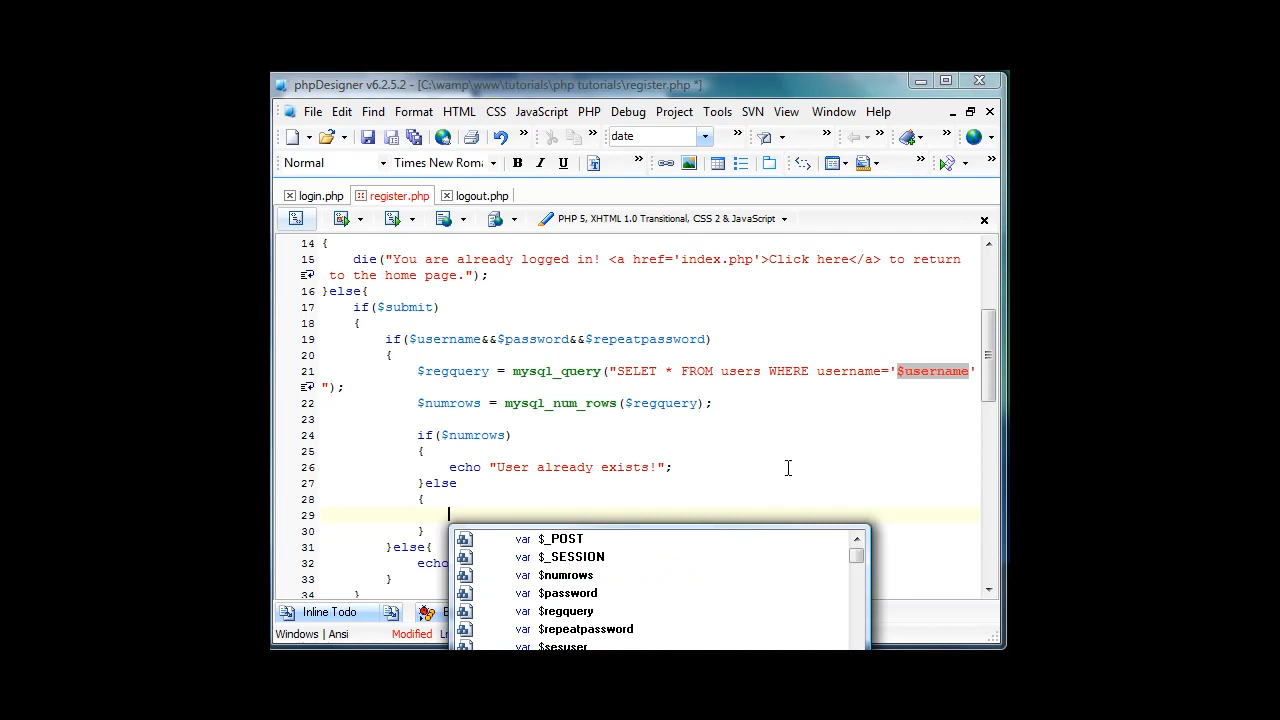 phpDesigner v6.2.5.2 - [C:\wamp\www\tutorials\php tutorials\register.php *]
File Edit Find Format HTML CSS JavaScript PHP Debug Project Tools SVN View Window Help
date
Normal Times New Roma B I U T
login.php register.php logout.php
PHP 5, XHTML 1.0 Transitional, CSS 2 & JavaScript
14 {
15 die("You are already logged in! <a href='index.php'>Click here</a> to return
to the home page.");
16 }else{
17 if($submit)
18 {
19 if($username&&$password&&$repeatpassword)
20 {
21 $regquery = mysql_query("SELET * FROM users WHERE username='$username'
");
22 $numrows = mysql_num_rows($regquery);
23
24 if($numrows)
25 {
26 echo "User already exists!";
27 }else
28 {
29
30 }
31 }else{
32 echo
33 }
34 }
var $_POST
var $_SESSION
var $numrows
var $password
var $regquery
var $repeatpassword
var $sesuser
Inline Todo
Windows | Ansi Modified Ln